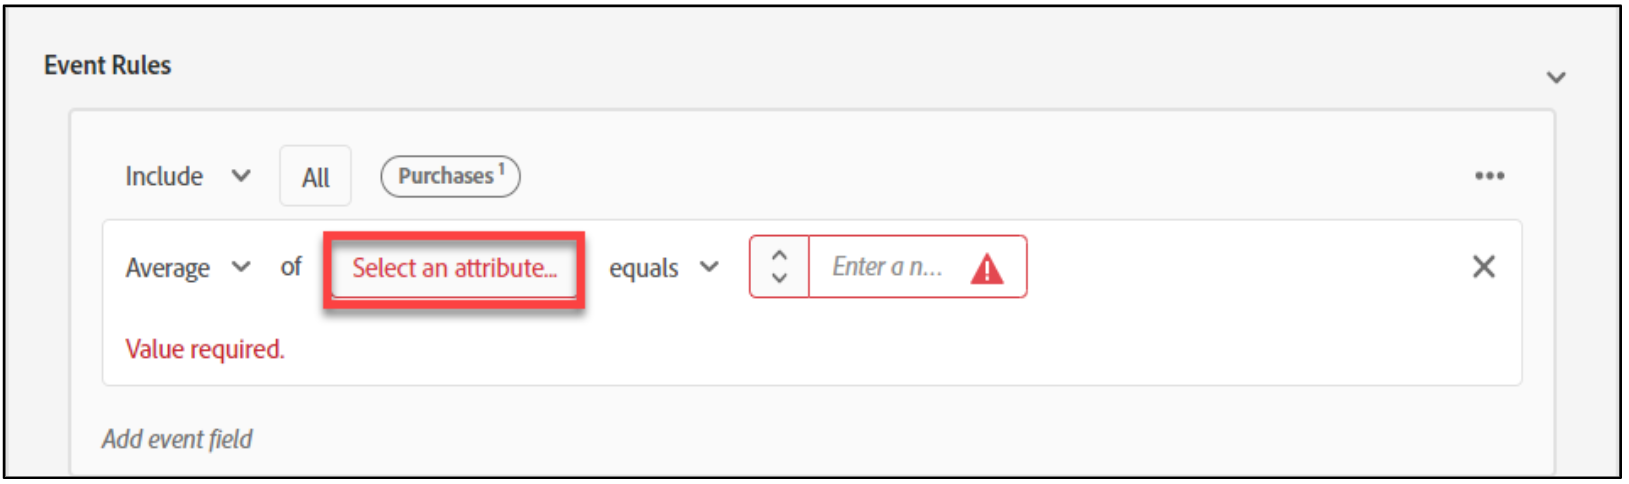 Event Rules
Include All Purchases 1
Average of Select an attribute... equals Enter a n...
Value required.
Add event field